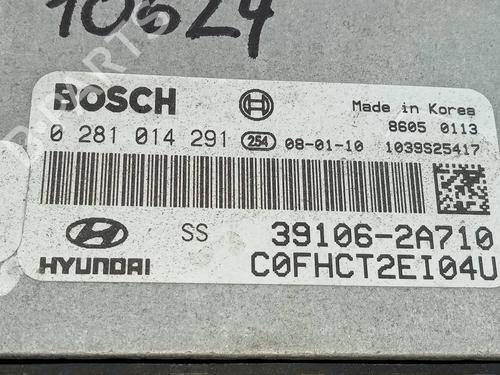 10624
BOSCH
Made in Korea
8605 0113
0 281 014 291 254 08-01-10 1039S25417
SS 39106-2A710
HYUNDAI C0FHCT2EI04U